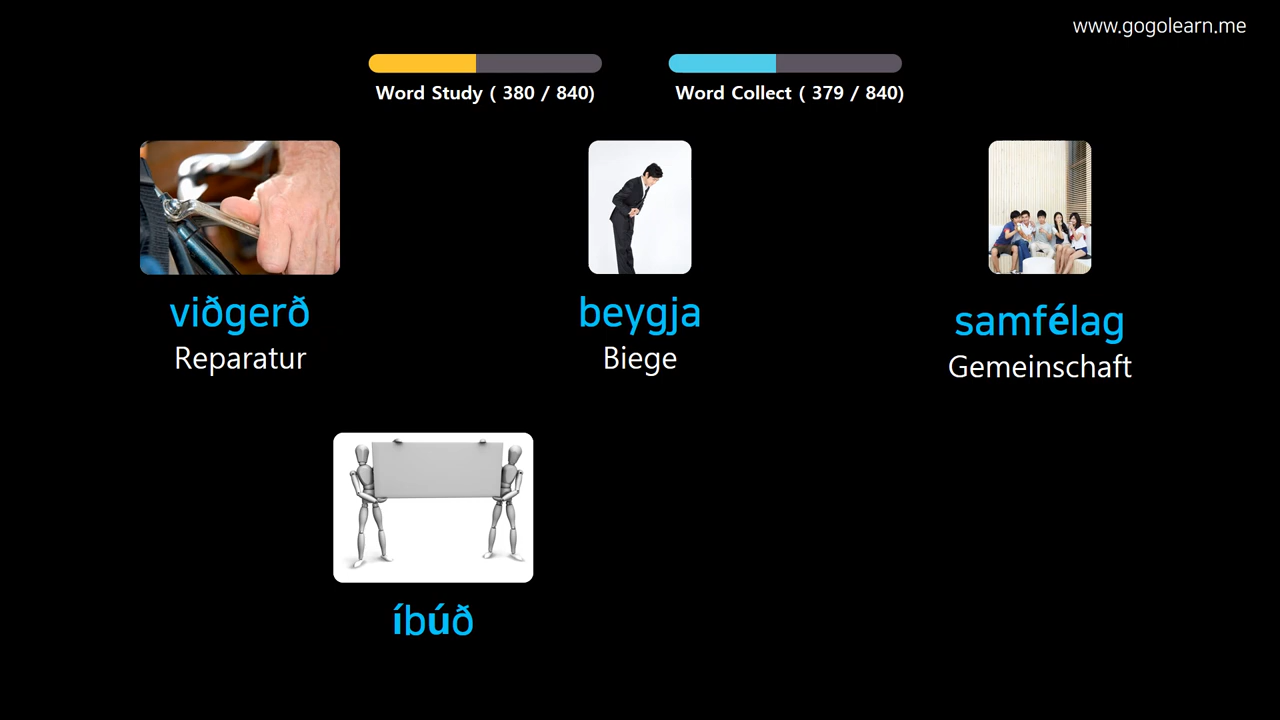 www.gogolearn.me
Word Study ( 380 / 840)
Word Collect ( 379 / 840)
viðgerð
Reparatur
beygja
Biege
samfélag
Gemeinschaft
íbúð